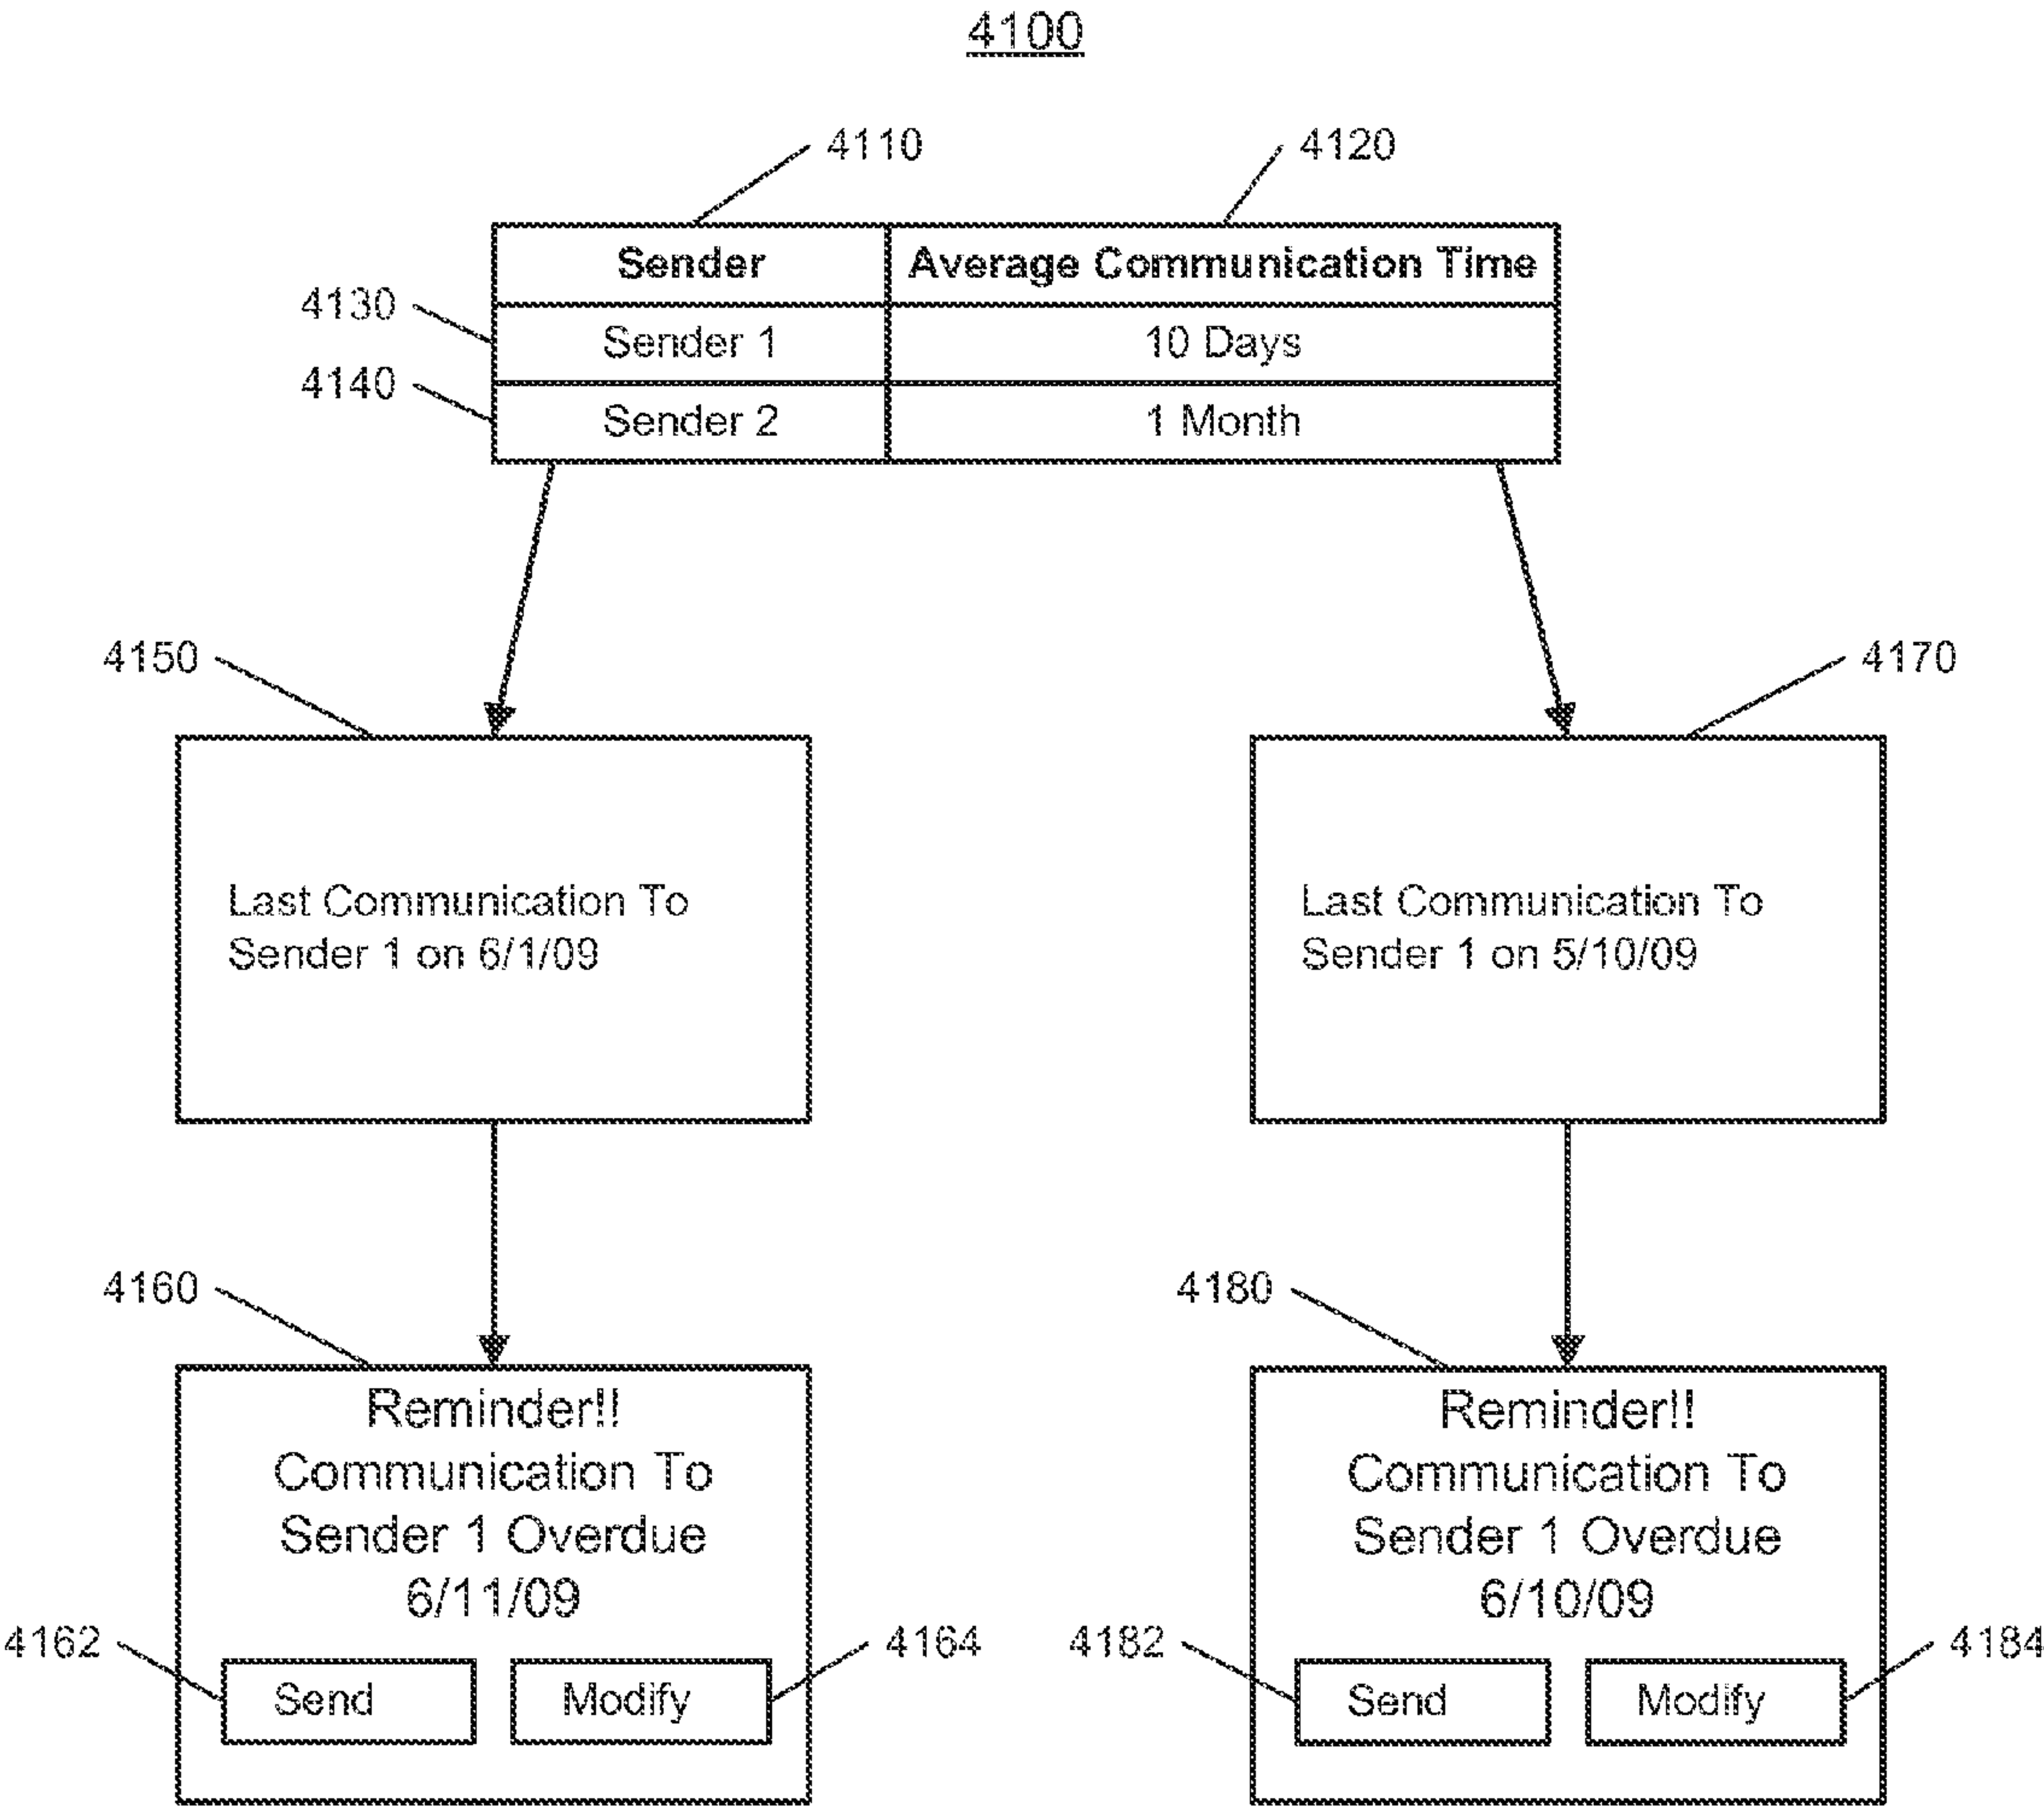 4100
4110
4120
Sender
Average Communication Time
4130
Sender 1
10 Days
4140
Sender 2
1 Month
4150
4170
Last Communication To
Sender 1 on 6/1/09
Last Communication To
Sender 1 on 5/10/09
4160
4180
Reminder!!
Communication To
Sender 1 Overdue
6/11/09
4162
4164
Send
Modify
Reminder!!
Communication To
Sender 1 Overdue
6/10/09
4182
4184
Send
Modify